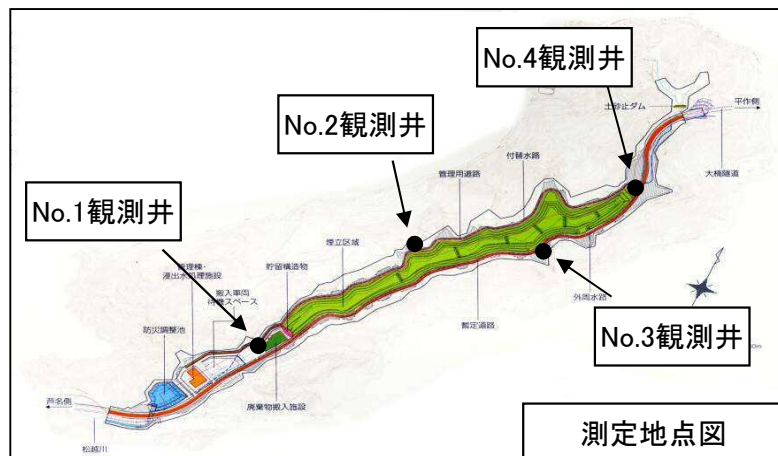 No.4観測井
土砂止ダム
平作側
No.2観測井
付替水路
大楠隧道
管理用道路
No.1観測井
埋立区域
管理棟・
浸出水処理施設
貯留構造物
搬入車両
待機スペース
外周水路
No.3観測井
防災調整池
暫定道路
芦名側
廃棄物搬入施設
松越川
測定地点図